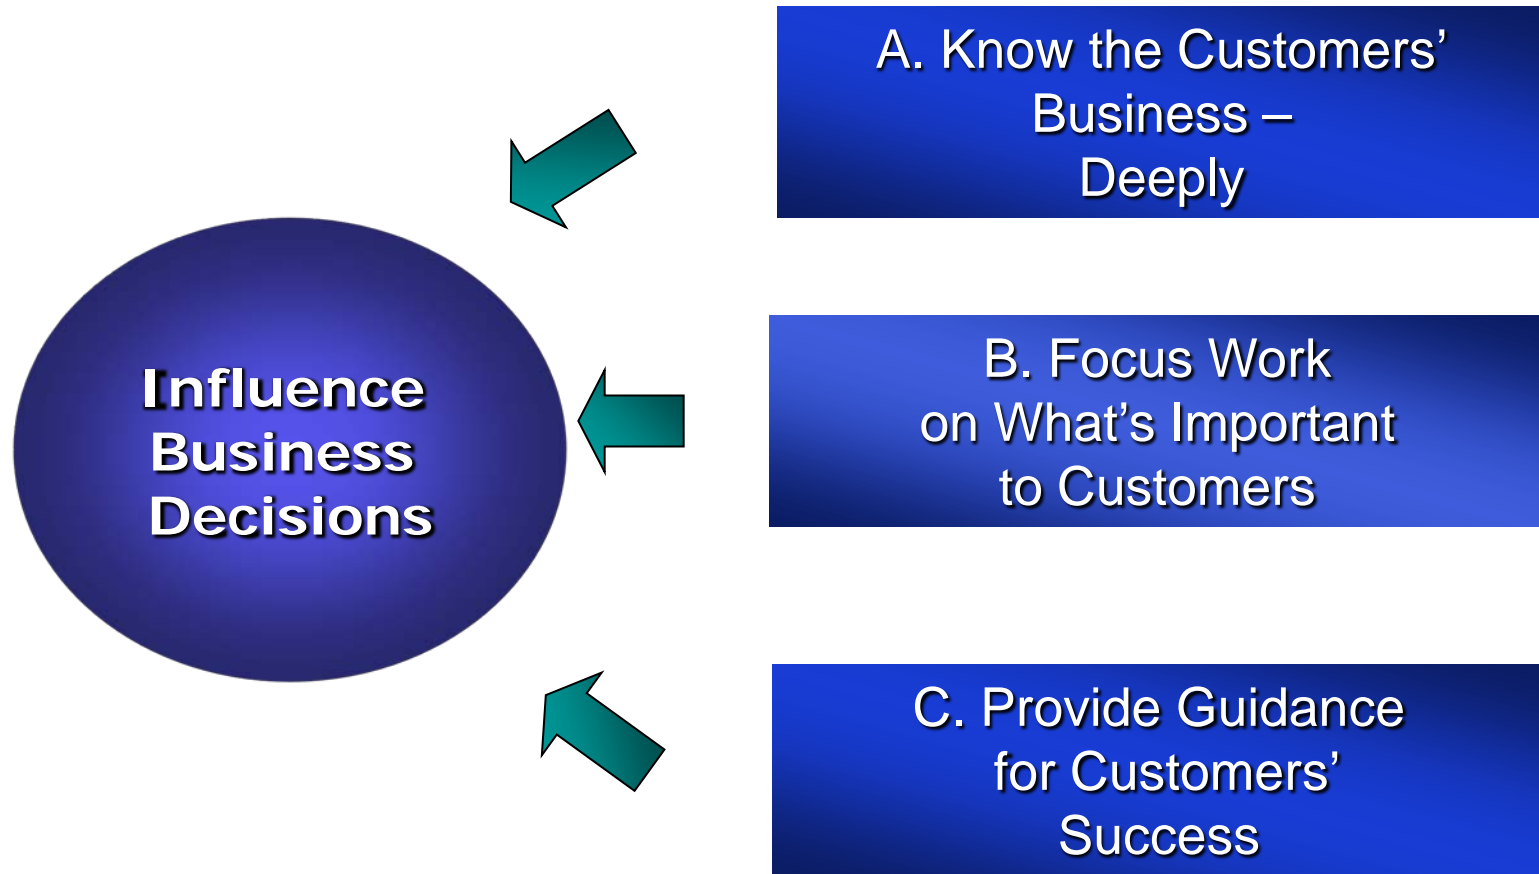 Influence
Business
Decisions
A. Know the Customers’
Business –
Deeply
B. Focus Work
on What’s Important
to Customers
C. Provide Guidance
for Customers’
Success